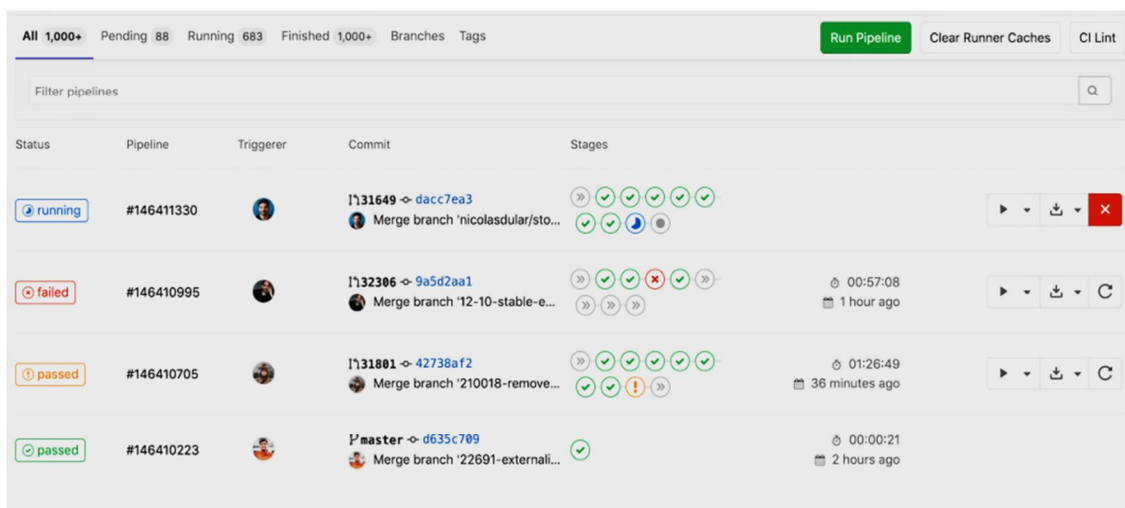 All 1,000+ Pending 88 Running 683 Finished 1,000+ Branches Tags Run Pipeline Clear Runner Caches CI Lint
Filter pipelines
Status Pipeline Triggerer Commit Stages
running #146411330 31649 dacc7ea3
Merge branch 'nicolasdular/sto...
failed #146410995 32306 9a5d2aa1 00:57:08
Merge branch '12-10-stable-e... 1 hour ago
passed #146410705 31801 42738af2 01:26:49
Merge branch '210018-remove... 36 minutes ago
passed #146410223 master d635c709 00:00:21
Merge branch '22691-externali... 2 hours ago